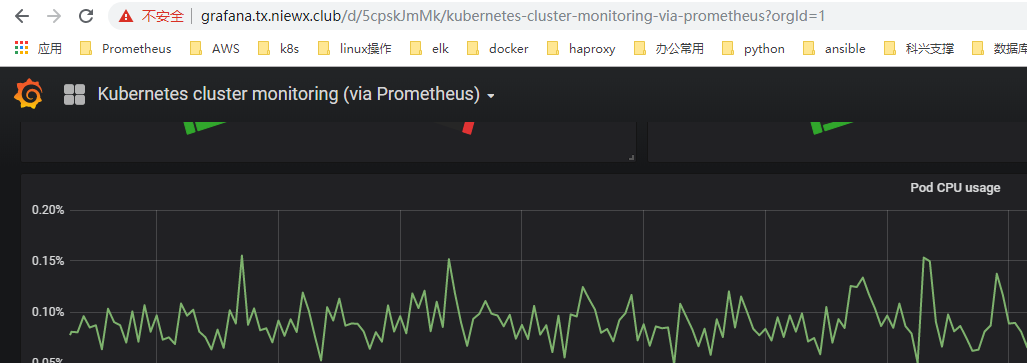 不安全 grafana.tx.niewx.club/d/5cpskJmMk/kubernetes-cluster-monitoring-via-prometheus?orgId=1
应用 Prometheus AWS k8s linux操作 elk docker haproxy 办公常用 python ansible 科兴支撑 数据库
Kubernetes cluster monitoring (via Prometheus)
Pod CPU usage
0.20%
0.15%
0.10%
0.05%